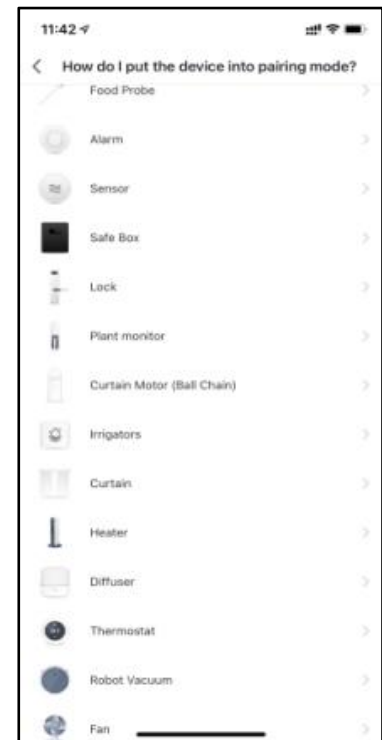 11:42
How do I put the device into pairing mode?
Food Probe
Alarm
Sensor
Safe Box
Lock
Plant monitor
Curtain Motor (Ball Chain)
Irrigators
Curtain
Heater
Diffuser
Thermostat
Robot Vacuum
Fan